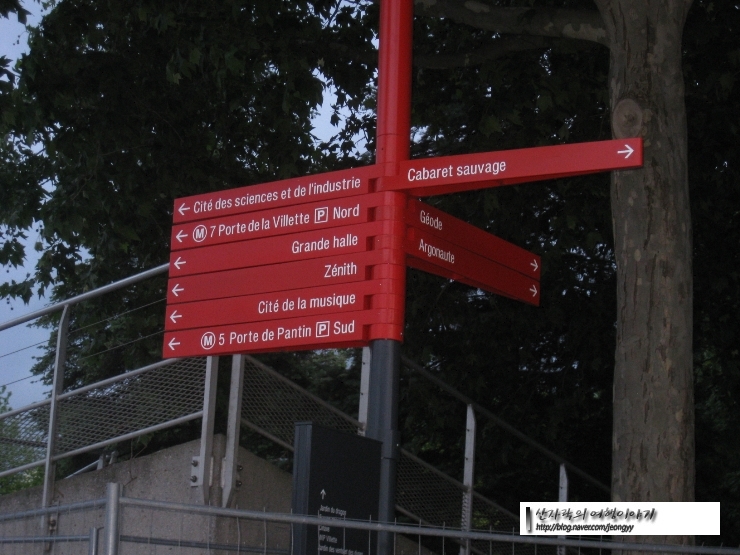 Cabaret sauvage →
← Cité des sciences et de l'industrie
← M 7 Porte de la Villette P Nord
← Grande halle
← Zénith
← Cité de la musique
← M 5 Porte de Pantin P Sud
Géode →
Argonaute →
산자락의 여행이야기
http://blog.naver.com/jeongyy